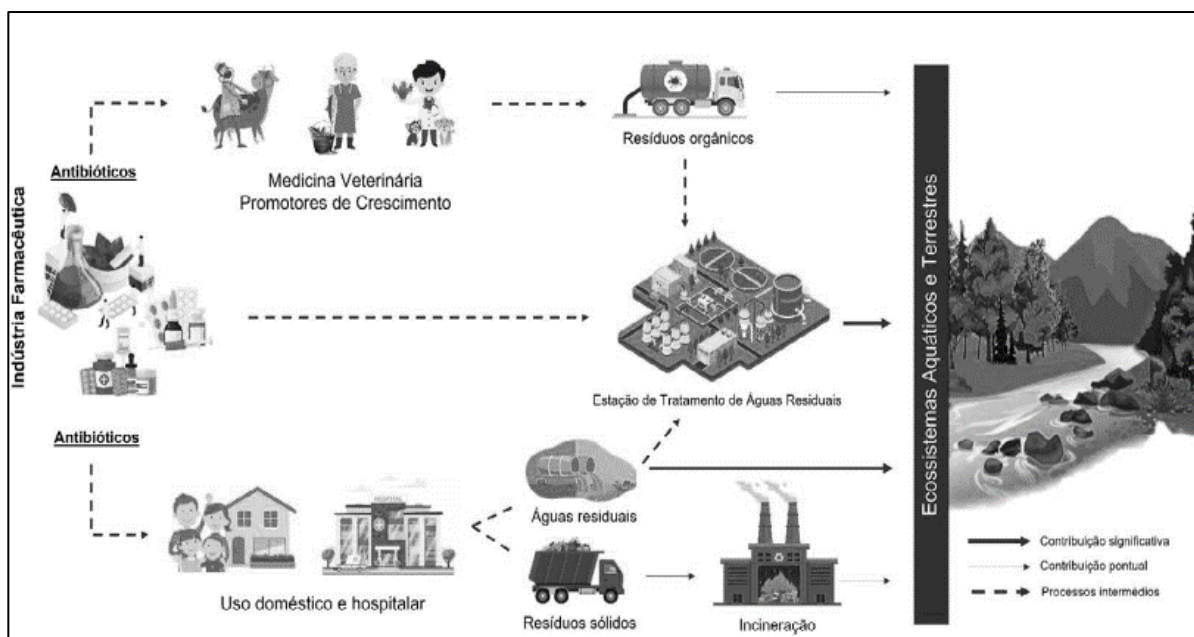 Indústria Farmacêutica
Antibióticos
Medicina Veterinária
Promotores de Crescimento
Resíduos orgânicos
Estação de Tratamento de Águas Residuais
Antibióticos
Uso doméstico e hospitalar
HOSPITAL
Águas residuais
Resíduos sólidos
Incineração
Ecossistemas Aquáticos e Terrestres
Contribuição significativa
Contribuição pontual
Processos intermédios